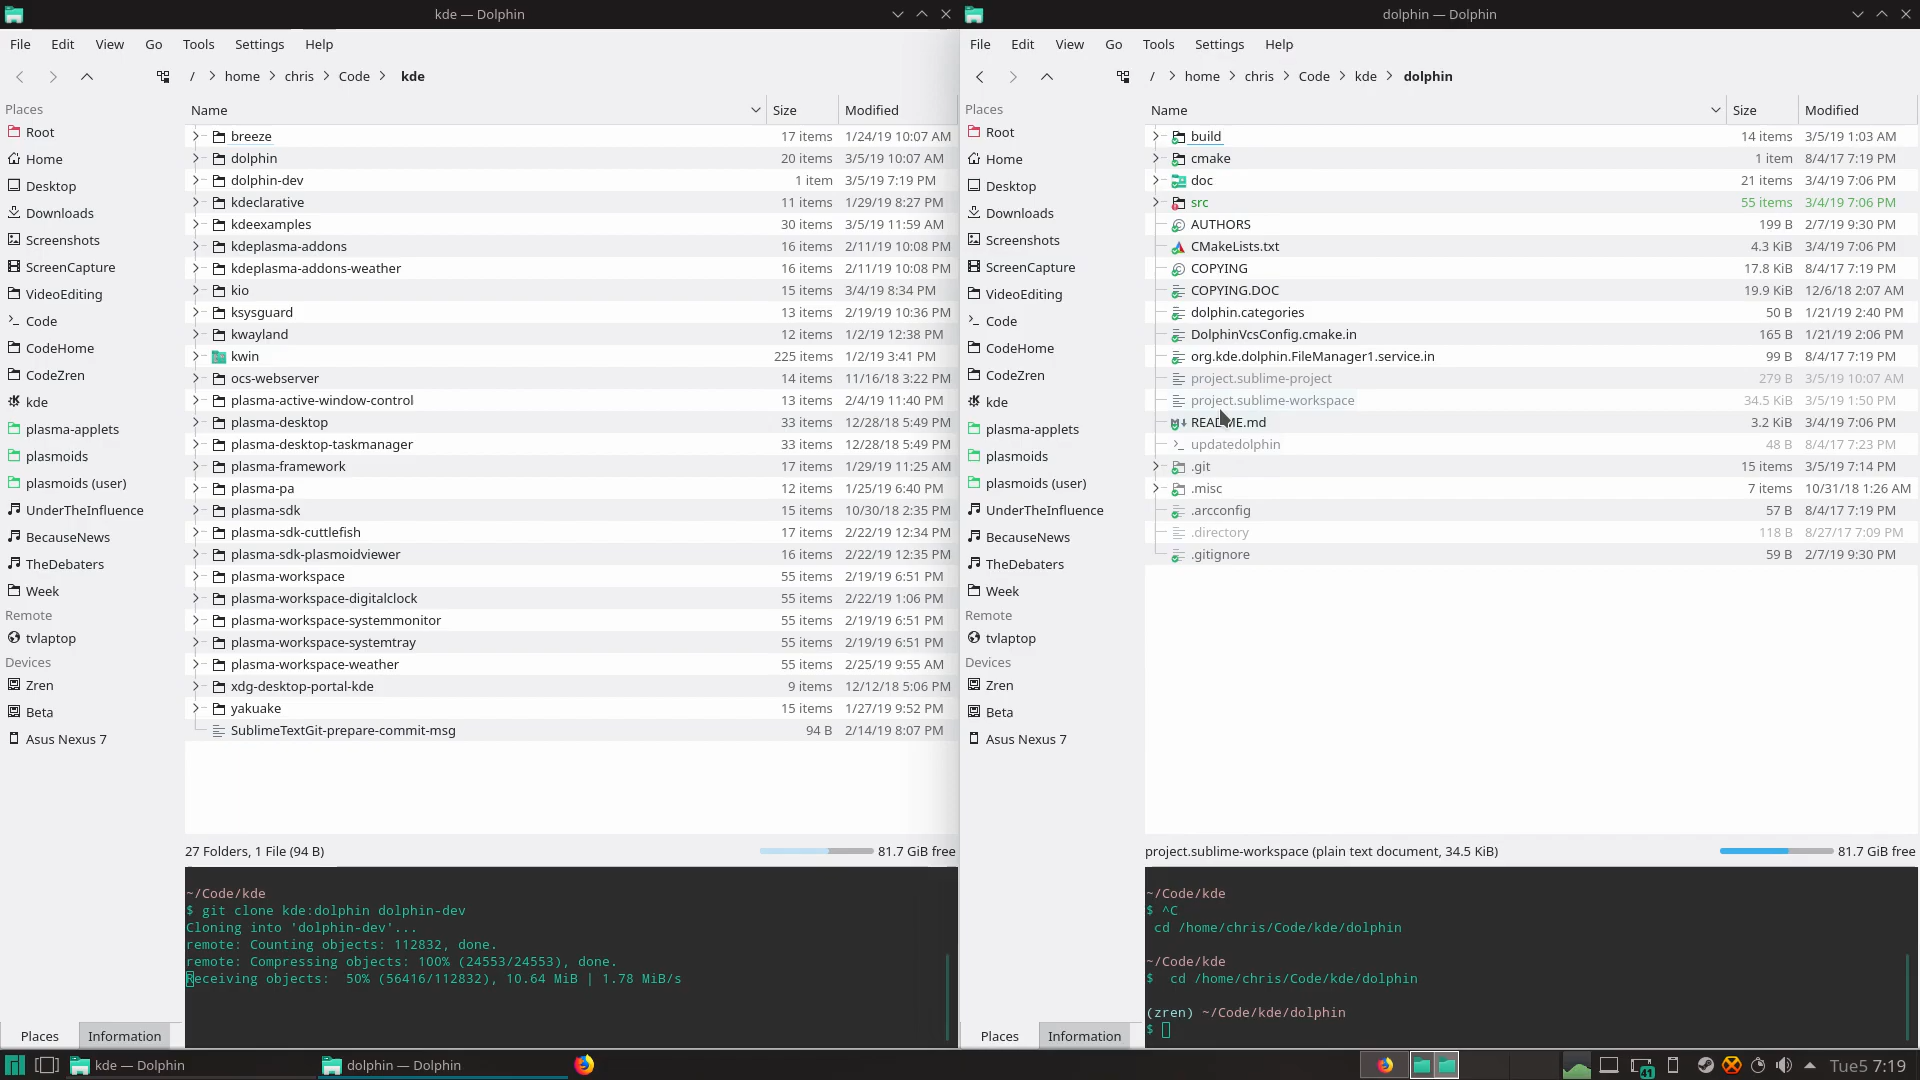 kde — Dolphin
File Edit View Go Tools Settings Help
/ > home > chris > Code > kde
Places
Root
Home
Desktop
Downloads
Screenshots
ScreenCapture
VideoEditing
Code
CodeHome
CodeZren
kde
plasma-applets
plasmoids
plasmoids (user)
UnderTheInfluence
BecauseNews
TheDebaters
Week
Remote
tvlaptop
Devices
Zren
Beta
Asus Nexus 7
Places Information
Name Size Modified
breeze 17 items 1/24/19 10:07 AM
dolphin 20 items 3/5/19 10:07 AM
dolphin-dev 1 item 3/5/19 7:19 PM
kdeclarative 11 items 1/29/19 8:27 PM
kdeexamples 30 items 3/5/19 11:59 AM
kdeplasma-addons 16 items 2/11/19 10:08 PM
kdeplasma-addons-weather 16 items 2/11/19 10:08 PM
kio 15 items 3/4/19 8:34 PM
ksysguard 13 items 2/19/19 10:36 PM
kwayland 12 items 1/2/19 12:38 PM
kwin 225 items 1/2/19 3:41 PM
ocs-webserver 14 items 11/16/18 3:22 PM
plasma-active-window-control 13 items 2/4/19 11:40 PM
plasma-desktop 33 items 12/28/18 5:49 PM
plasma-desktop-taskmanager 33 items 12/28/18 5:49 PM
plasma-framework 17 items 1/29/19 11:25 AM
plasma-pa 12 items 1/25/19 6:40 PM
plasma-sdk 15 items 10/30/18 2:35 PM
plasma-sdk-cuttlefish 17 items 2/22/19 12:34 PM
plasma-sdk-plasmoidviewer 16 items 2/22/19 12:35 PM
plasma-workspace 55 items 2/19/19 6:51 PM
plasma-workspace-digitalclock 55 items 2/22/19 1:06 PM
plasma-workspace-systemmonitor 55 items 2/19/19 6:51 PM
plasma-workspace-systemtray 55 items 2/19/19 6:51 PM
plasma-workspace-weather 55 items 2/25/19 9:55 AM
xdg-desktop-portal-kde 9 items 12/12/18 5:06 PM
yakuake 15 items 1/27/19 9:52 PM
SublimeTextGit-prepare-commit-msg 94 B 2/14/19 8:07 PM
27 Folders, 1 File (94 B) 81.7 GiB free
~/Code/kde
$ git clone kde:dolphin dolphin-dev
Cloning into 'dolphin-dev'...
remote: Counting objects: 112832, done.
remote: Compressing objects: 100% (24553/24553), done.
Receiving objects:  50% (56416/112832), 10.64 MiB | 1.78 MiB/s
dolphin — Dolphin
File Edit View Go Tools Settings Help
/ > home > chris > Code > kde > dolphin
Places
Root
Home
Desktop
Downloads
Screenshots
ScreenCapture
VideoEditing
Code
CodeHome
CodeZren
kde
plasma-applets
plasmoids
plasmoids (user)
UnderTheInfluence
BecauseNews
TheDebaters
Week
Remote
tvlaptop
Devices
Zren
Beta
Asus Nexus 7
Places Information
Name Size Modified
build 14 items 3/5/19 1:03 AM
cmake 1 item 8/4/17 7:19 PM
doc 21 items 3/4/19 7:06 PM
src 55 items 3/4/19 7:06 PM
AUTHORS 199 B 2/7/19 9:30 PM
CMakeLists.txt 4.3 KiB 3/4/19 7:06 PM
COPYING 17.8 KiB 8/4/17 7:19 PM
COPYING.DOC 19.9 KiB 12/6/18 2:07 AM
dolphin.categories 50 B 1/21/19 2:40 PM
DolphinVcsConfig.cmake.in 165 B 1/21/19 2:06 PM
org.kde.dolphin.FileManager1.service.in 99 B 8/4/17 7:19 PM
project.sublime-project 279 B 3/5/19 10:07 AM
project.sublime-workspace 34.5 KiB 3/5/19 1:50 PM
README.md 3.2 KiB 3/4/19 7:06 PM
updatedolphin 48 B 8/4/17 7:23 PM
.git 15 items 3/5/19 7:14 PM
.misc 7 items 10/31/18 1:26 AM
.arcconfig 57 B 8/4/17 7:19 PM
.directory 118 B 8/27/17 7:09 PM
.gitignore 59 B 2/7/19 9:30 PM
project.sublime-workspace (plain text document, 34.5 KiB) 81.7 GiB free
~/Code/kde
$ ^C
cd /home/chris/Code/kde/dolphin
~/Code/kde
$  cd /home/chris/Code/kde/dolphin
(zren) ~/Code/kde/dolphin
$
kde — Dolphin dolphin — Dolphin 41 Tue5 7:19